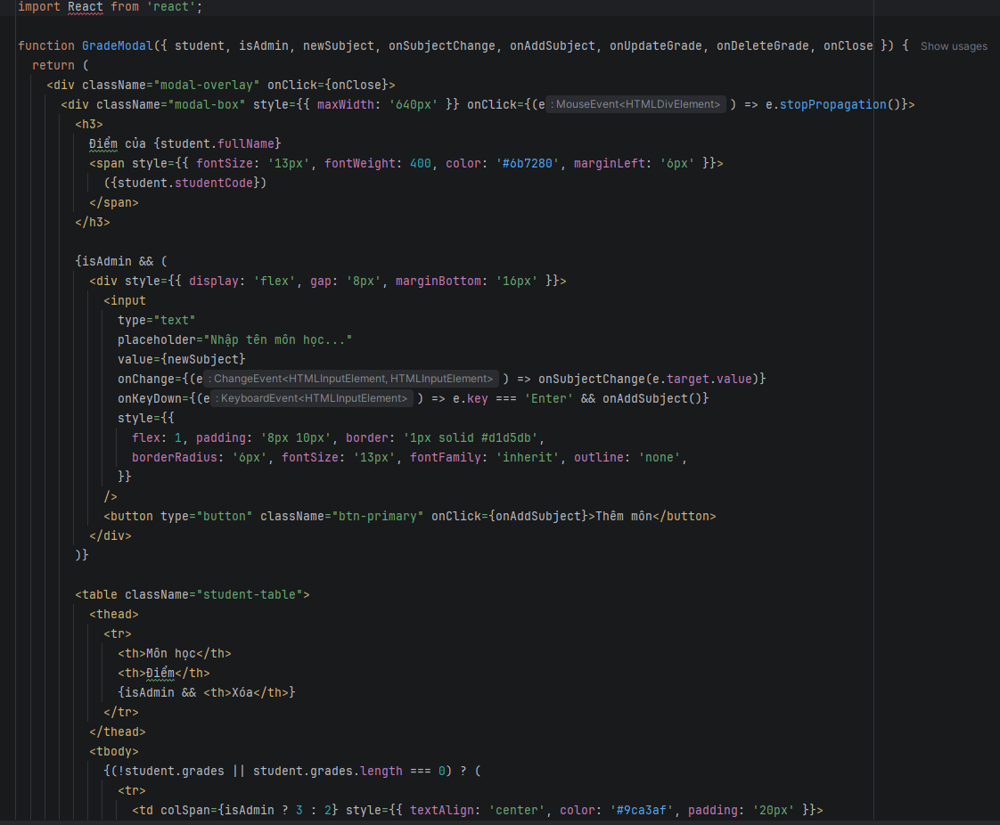 import React from 'react';
function GradeModal({ student, isAdmin, newSubject, onSubjectChange, onAddSubject, onUpdateGrade, onDeleteGrade, onClose }) { Show usages
return (
<div className="modal-overlay" onClick={onClose}>
<div className="modal-box" style={{ maxWidth: '640px' }} onClick={(e : MouseEvent<HTMLDivElement> ) => e.stopPropagation()}>
<h3>
Điểm của {student.fullName}
<span style={{ fontSize: '13px', fontWeight: 400, color: '#6b7280', marginLeft: '6px' }}>
({student.studentCode})
</span>
</h3>
{isAdmin && (
<div style={{ display: 'flex', gap: '8px', marginBottom: '16px' }}>
<input
type="text"
placeholder="Nhập tên môn học..."
value={newSubject}
onChange={(e : ChangeEvent<HTMLInputElement, HTMLInputElement> ) => onSubjectChange(e.target.value)}
onKeyDown={(e : KeyboardEvent<HTMLInputElement> ) => e.key === 'Enter' && onAddSubject()}
style={{
flex: 1, padding: '8px 10px', border: '1px solid #d1d5db',
borderRadius: '6px', fontSize: '13px', fontFamily: 'inherit', outline: 'none',
}}
/>
<button type="button" className="btn-primary" onClick={onAddSubject}>Thêm môn</button>
</div>
)}
<table className="student-table">
<thead>
<tr>
<th>Môn học</th>
<th>Điểm</th>
{isAdmin && <th>Xóa</th>}
</tr>
</thead>
<tbody>
{(!student.grades || student.grades.length === 0) ? (
<tr>
<td colSpan={isAdmin ? 3 : 2} style={{ textAlign: 'center', color: '#9ca3af', padding: '20px' }}>